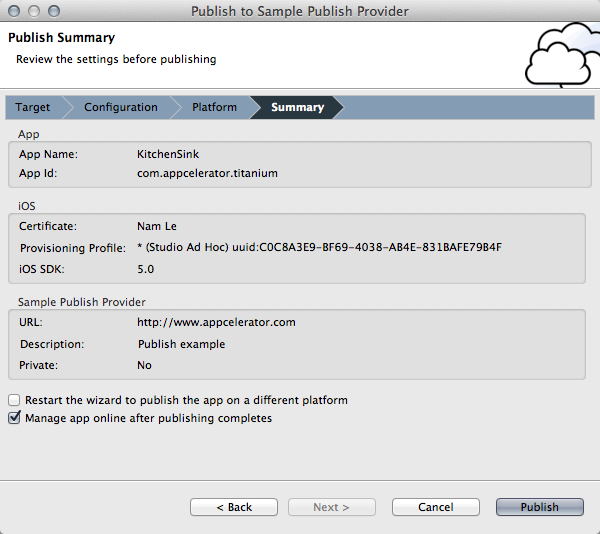 Publish to Sample Publish Provider
Publish Summary
Review the settings before publishing
Target Configuration Platform Summary
App
App Name: KitchenSink
App Id: com.appcelerator.titanium
iOS
Certificate: Nam Le
Provisioning Profile: * (Studio Ad Hoc) uuid:C0C8A3E9-BF69-4038-AB4E-831BAFE79B4F
iOS SDK: 5.0
Sample Publish Provider
URL: http://www.appcelerator.com
Description: Publish example
Private: No
Restart the wizard to publish the app on a different platform
Manage app online after publishing completes
< Back Next > Cancel Publish